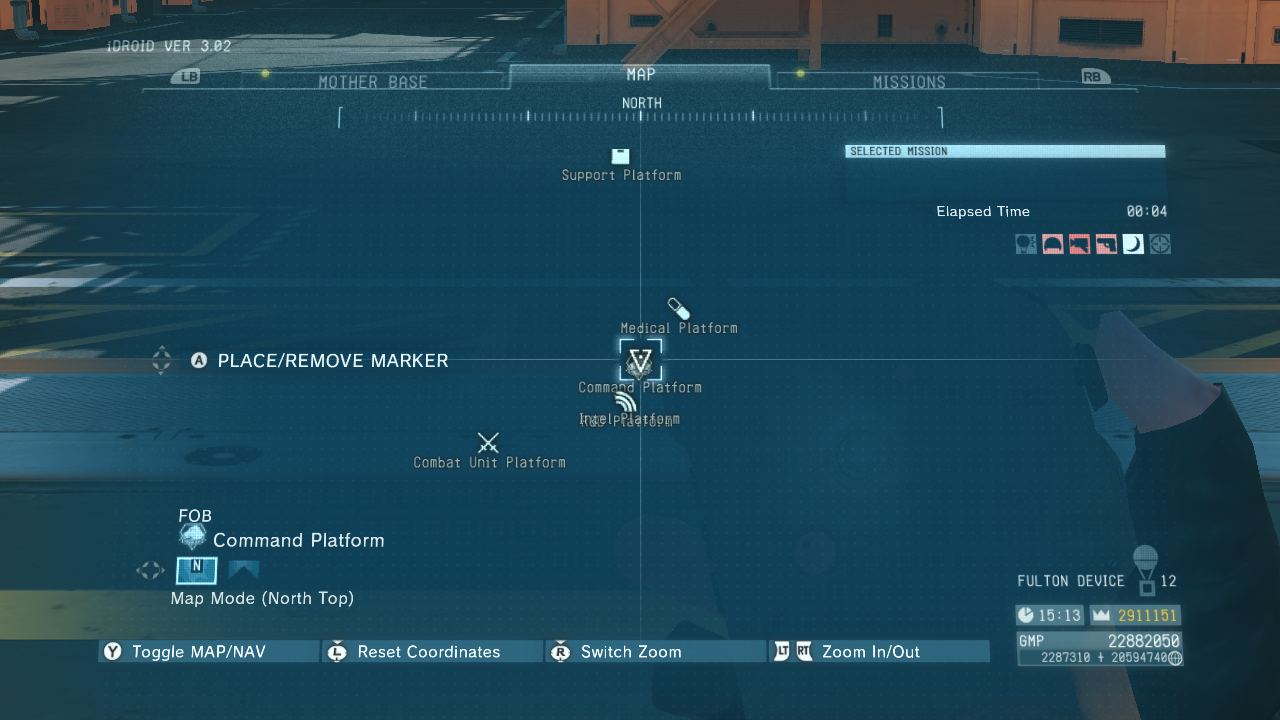 iDROID VER 3.02
LB
MOTHER BASE
MAP
MISSIONS
RB
NORTH
Support Platform
SELECTED MISSION
Elapsed Time 00:04
Medical Platform
A PLACE/REMOVE MARKER
Command Platform
Intel Platform
R&D Platform
Combat Unit Platform
FOB
Command Platform
N
Map Mode (North Top)
FULTON DEVICE 12
15:13 2911151
GMP 22882050
2287310 + 20594740
Y Toggle MAP/NAV
L Reset Coordinates
R Switch Zoom
LT RT Zoom In/Out